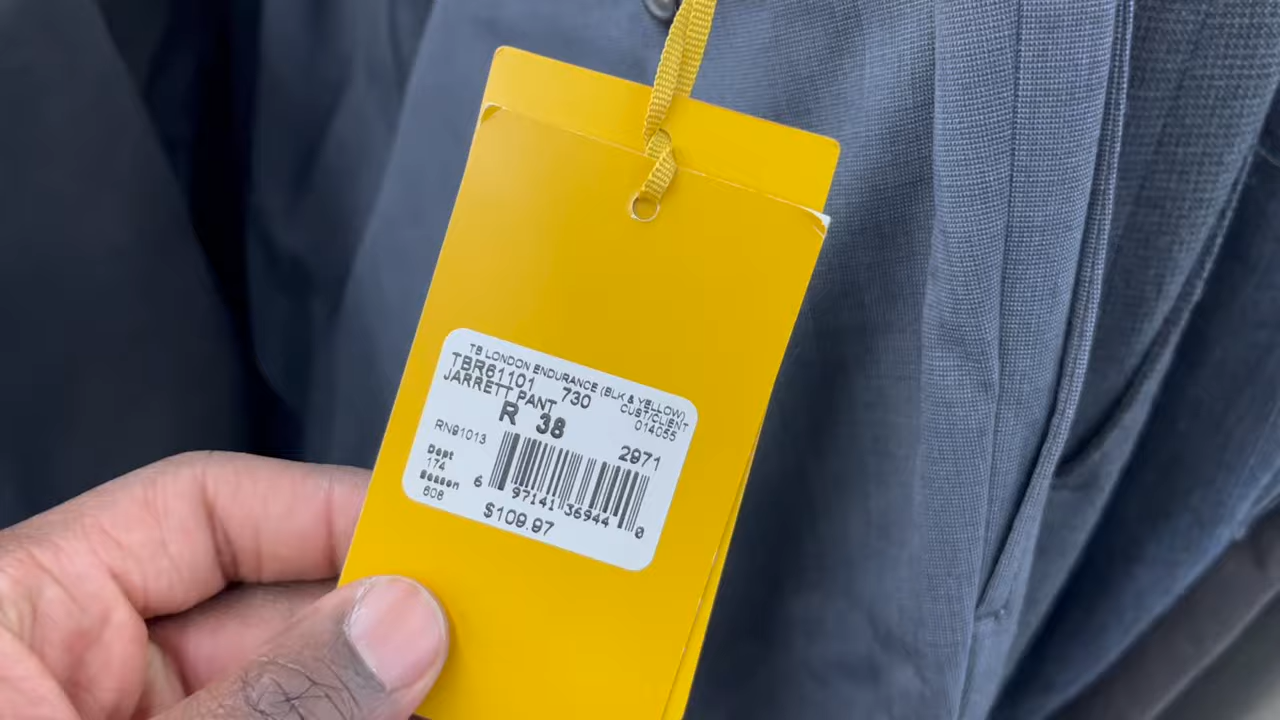 TB LONDON ENDURANCE (BLK & YELLOW)
TBR61101 730 CUST/CLIENT
JARRETT PANT 014055
R 38
RN91013 2971
Dept
174
Season
608
6 97141 36944 0
$109.97